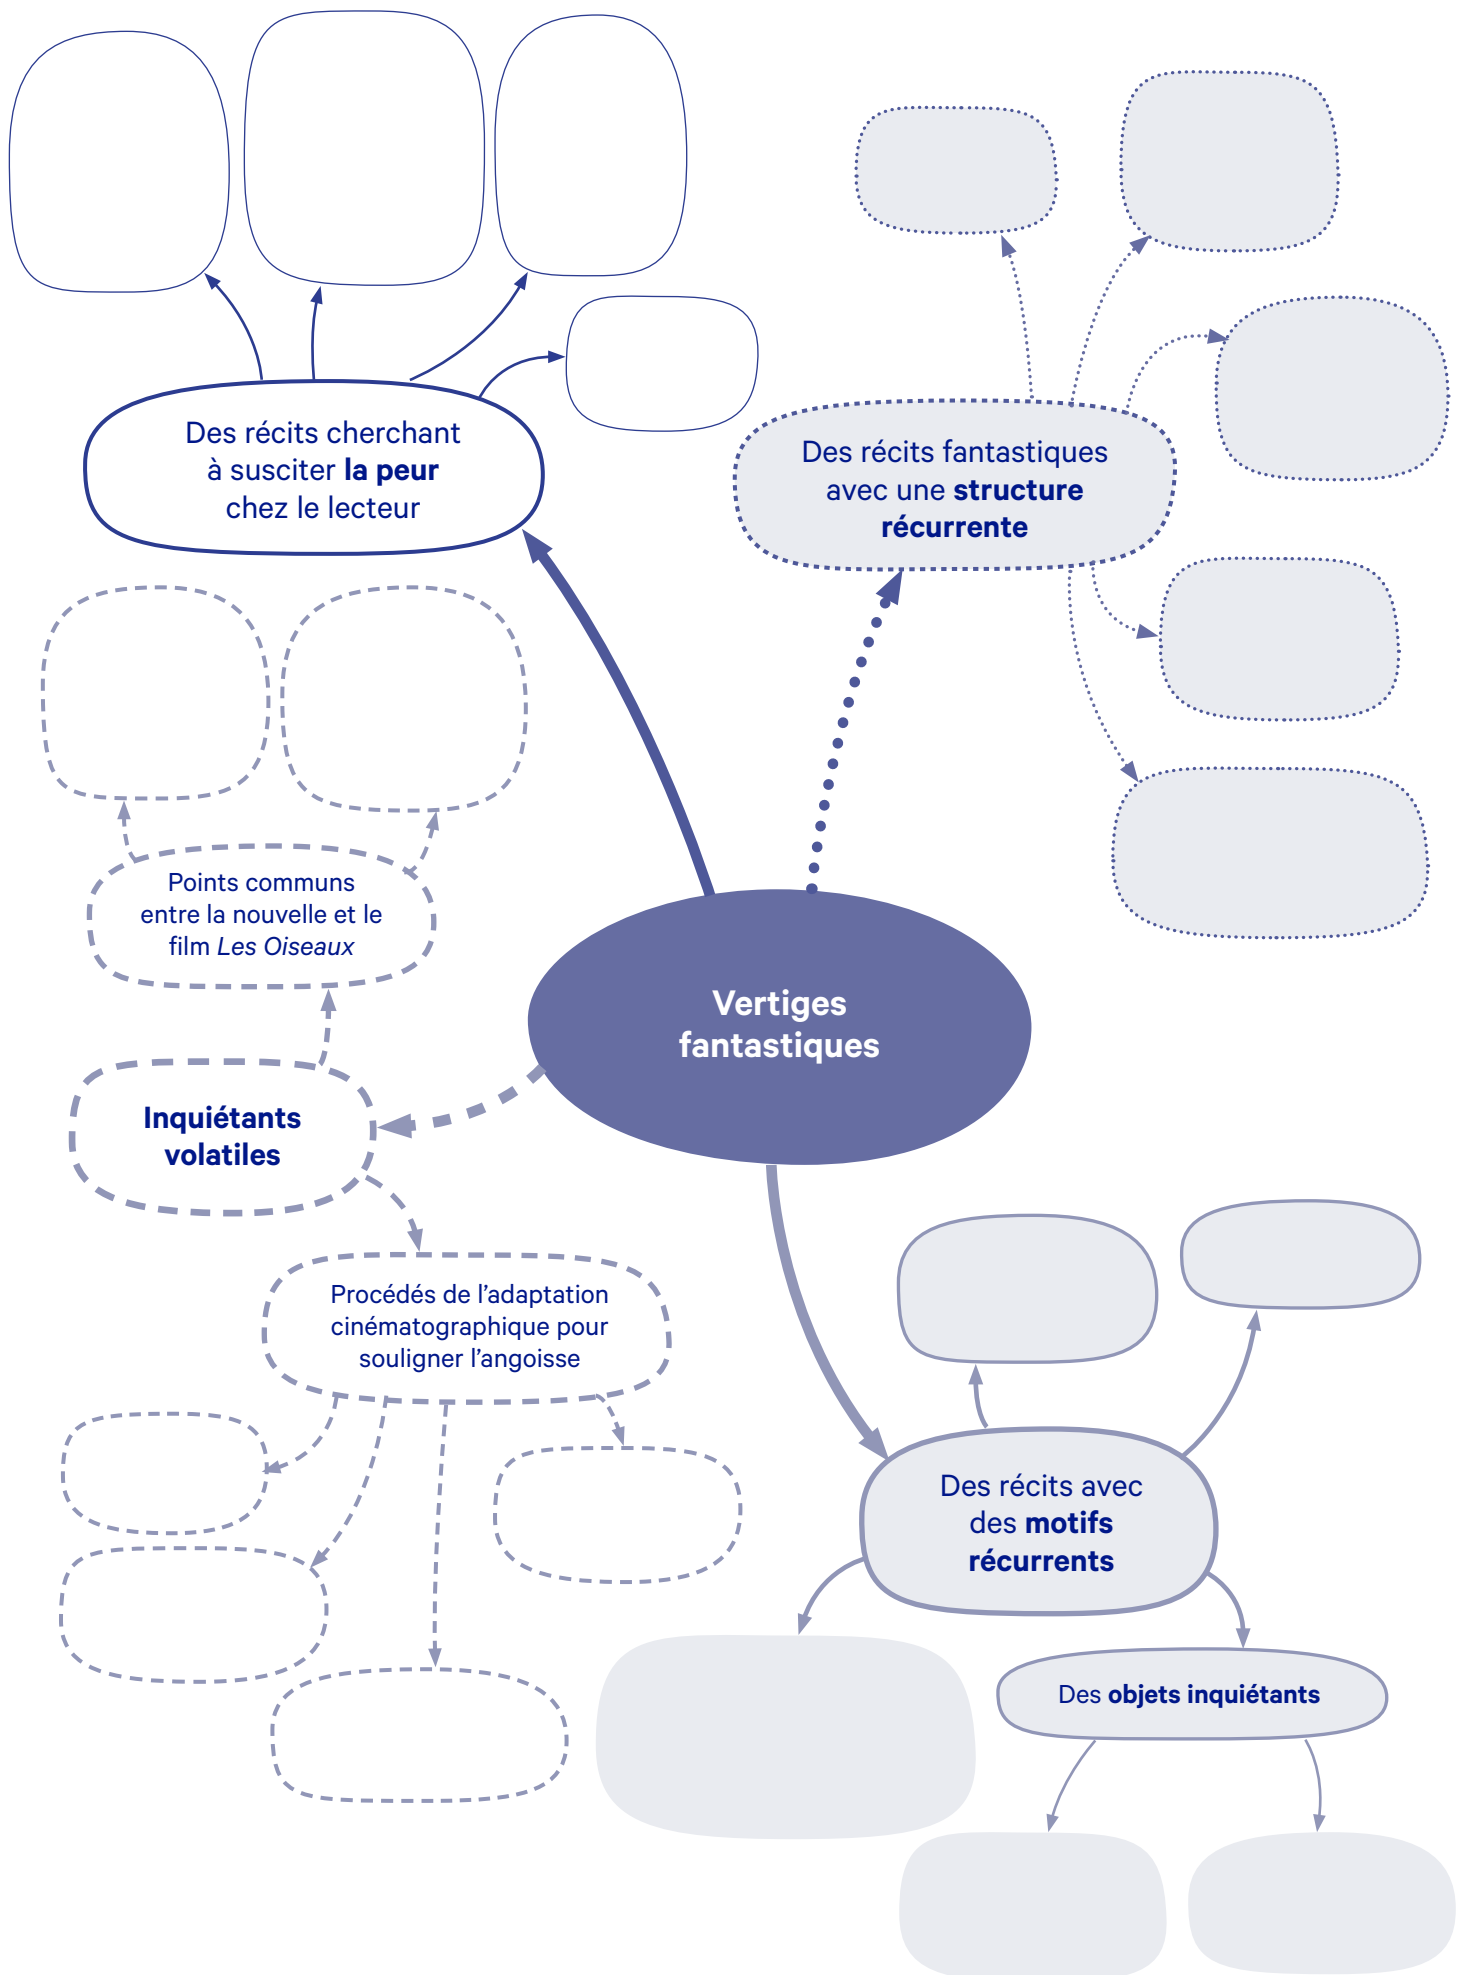 Des récits cherchant
à susciter la peur
chez le lecteur
Des récits fantastiques
avec une structure
récurrente
Points communs
entre la nouvelle et le
film Les Oiseaux
Vertiges
fantastiques
Inquiétants
volatiles
Procédés de l’adaptation
cinématographique pour
souligner l’angoisse
Des récits avec
des motifs
récurrents
Des objets inquiétants